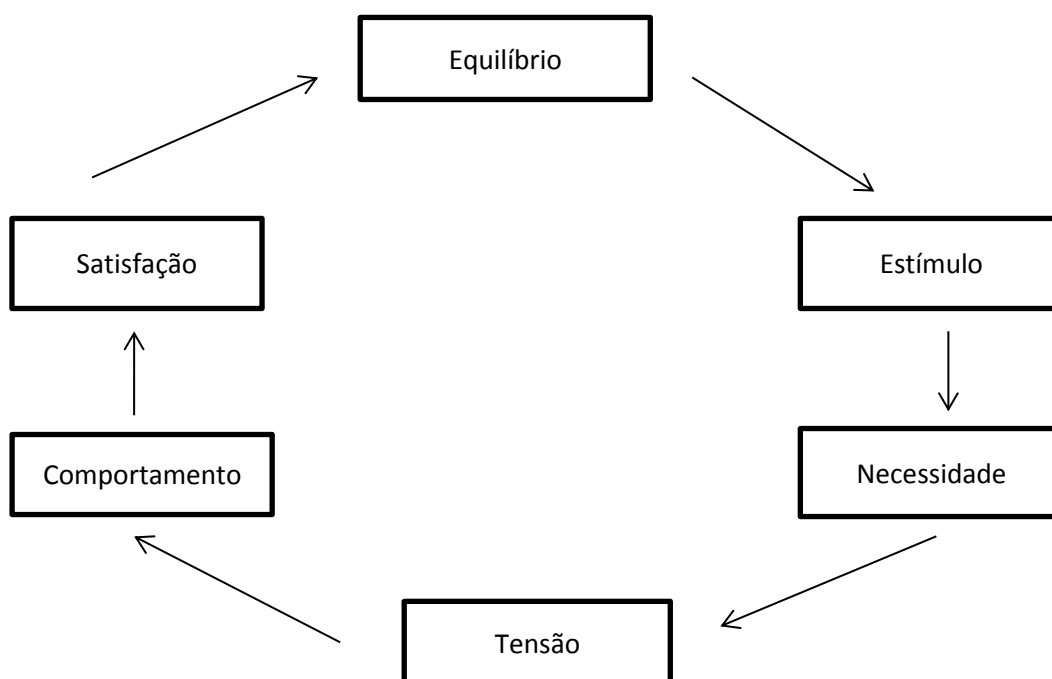 Equilíbrio
Satisfação
Estímulo
Comportamento
Necessidade
Tensão